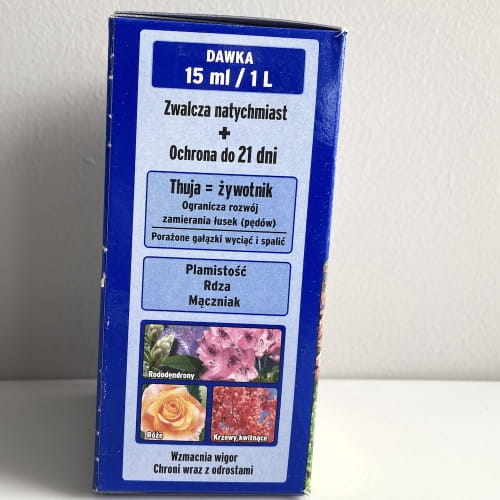 DAWKA
15 ml / 1 L
Zwalcza natychmiast
+
Ochrona do 21 dni
Thuja = żywotnik
Ogranicza rozwój
zamierania łusek (pędów)
Porażone gałązki wyciąć i spalić
Plamistość
Rdza
Mączniak
Rododendrony
Róże
Krzewy kwitnące
Wzmacnia wigor
Chroni wraz z odrostami